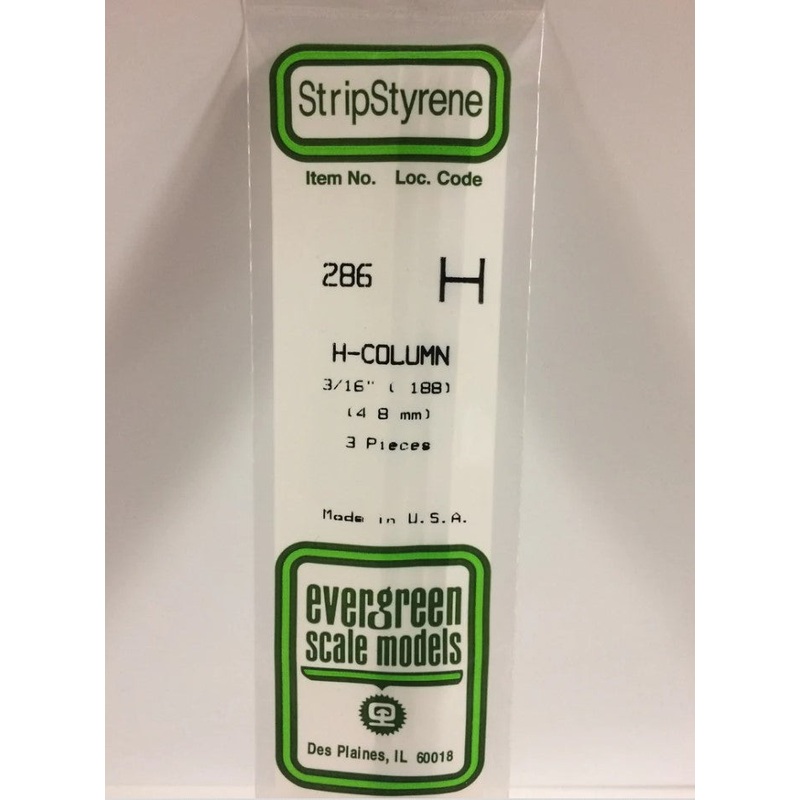 StripStyrene
Item No. Loc. Code
286 H
H-COLUMN
3/16" ( 188)
(4 8 mm)
3 Pieces
Made in U.S.A.
evergreen
scale models
Des Plaines, IL 60018